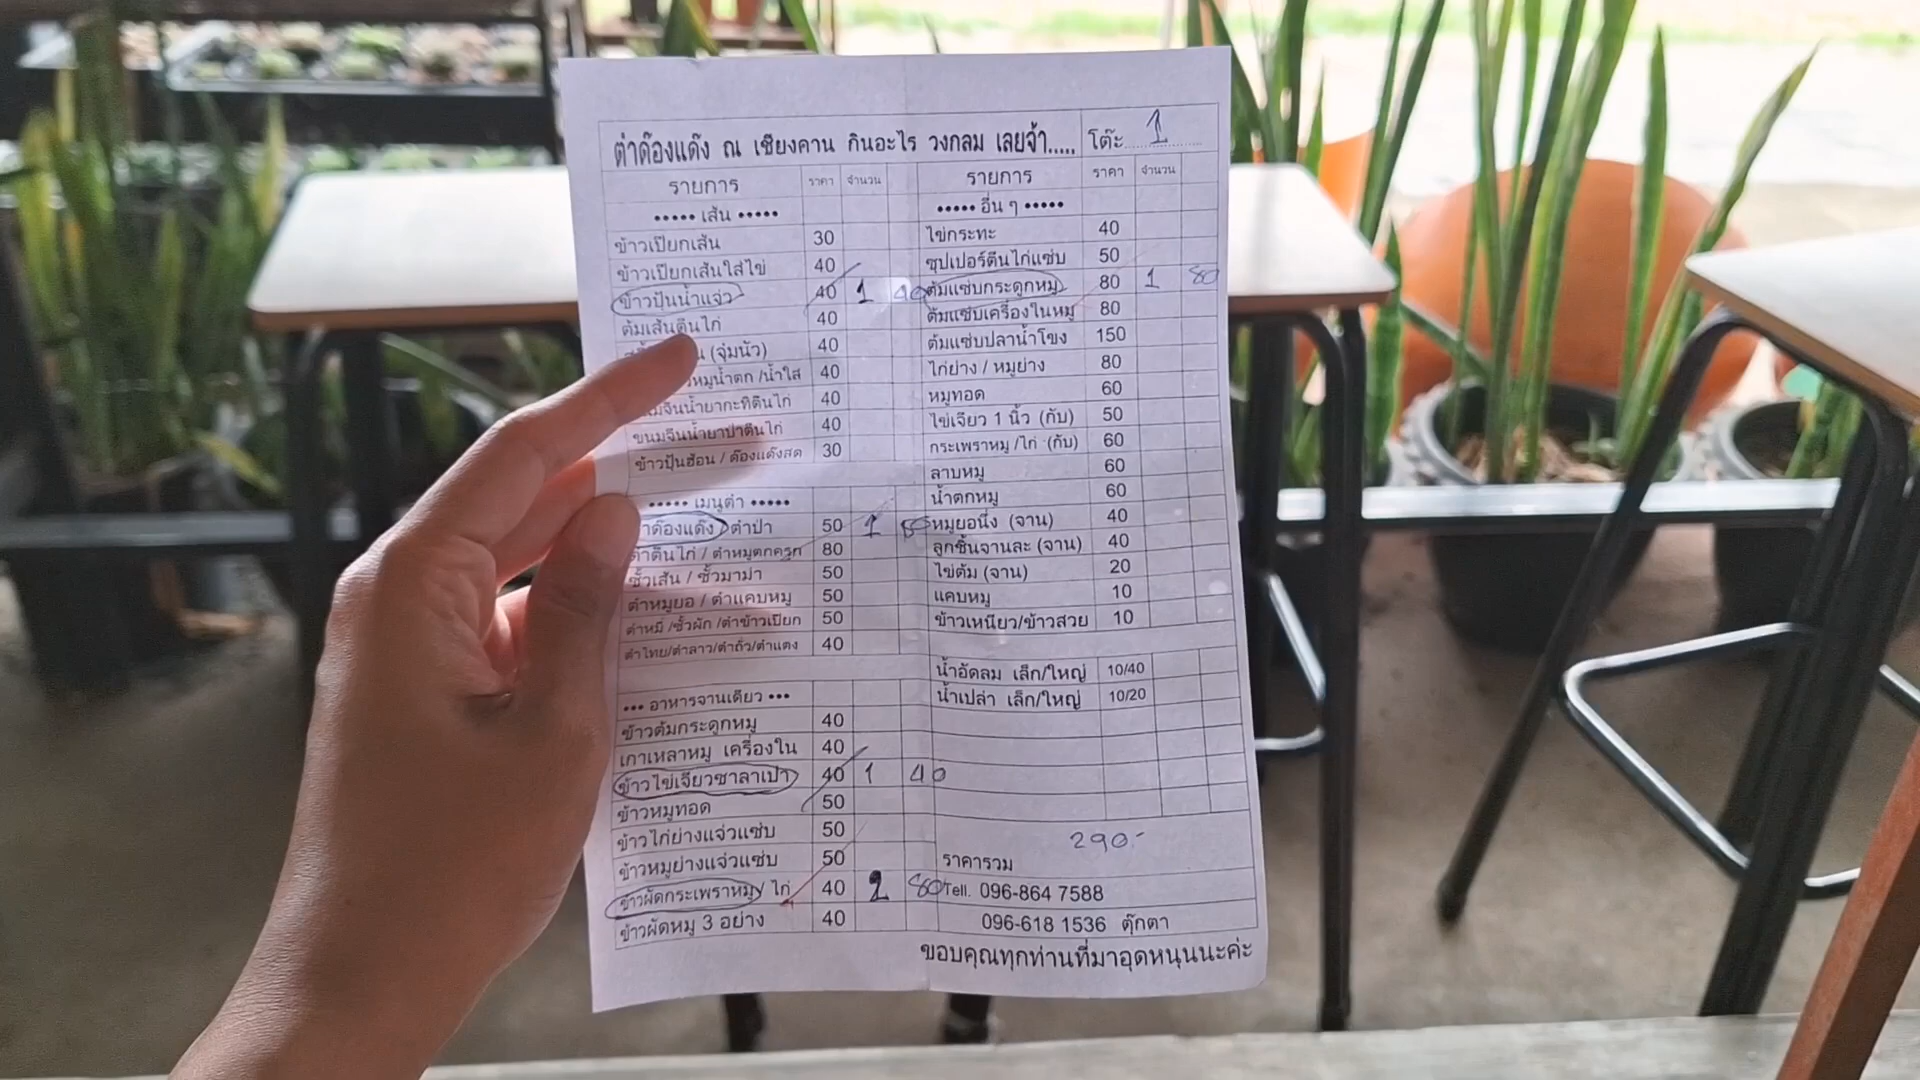 ตำด๊องแด๊ง ณ เชียงคาน กินอะไร วงกลม เลยจ้า.....
โต๊ะ 1
รายการ ราคา จำนวน
••••• เส้น •••••
ข้าวเปียกเส้น 30
ข้าวเปียกเส้นใส่ไข่ 40
ข้าวปุ้นน้ำแจ่ว 40 1 40
ต้มเส้นตีนไก่ 40
(จุ่มนัว) 40
หมูน้ำตก /น้ำใส 40
ขนมจีนน้ำยากะทิตีนไก่ 40
ขนมจีนน้ำยาป่าตีนไก่ 40
ข้าวปุ้นฮ้อน / ด๊องแด๊งสด 30
••••• เมนูตำ •••••
ตำด๊องแด๊ง ตำป่า 50 1 50
ตำตีนไก่ / ตำหมูตกครก 80
ซั้วเส้น / ซั้วมาม่า 50
ตำหมูยอ / ตำแคบหมู 50
ตำหมี่ /ซั้วผัก /ตำข้าวเปียก 50
ตำไทย/ตำลาว/ตำถั่ว/ตำแตง 40
••• อาหารจานเดียว •••
ข้าวต้มกระดูกหมู 40
เกาเหลาหมู เครื่องใน 40
ข้าวไข่เจียวซาลาเปา 40 1 40
ข้าวหมูทอด 50
ข้าวไก่ย่างแจ่วแซ่บ 50
ข้าวหมูย่างแจ่วแซ่บ 50
ข้าวผัดกระเพราหมู/ ไก่ 40 2 80
ข้าวผัดหมู 3 อย่าง 40
รายการ ราคา จำนวน
••••• อื่น ๆ •••••
ไข่กระทะ 40
ซุปเปอร์ตีนไก่แซ่บ 50
ต้มแซ่บกระดูกหมู 80 1 80
ต้มแซ่บเครื่องในหมู 80
ต้มแซ่บปลาน้ำโขง 150
ไก่ย่าง / หมูย่าง 80
หมูทอด 60
ไข่เจียว 1 นิ้ว (กับ) 50
กระเพราหมู /ไก่ (กับ) 60
ลาบหมู 60
น้ำตกหมู 60
หมูยอนึ่ง (จาน) 40
ลูกชิ้นจานละ (จาน) 40
ไข่ต้ม (จาน) 20
แคบหมู 10
ข้าวเหนียว/ข้าวสวย 10
น้ำอัดลม เล็ก/ใหญ่ 10/40
น้ำเปล่า เล็ก/ใหญ่ 10/20
290-
ราคารวม
Tell. 096-864 7588
096-618 1536 ตุ๊กตา
ขอบคุณทุกท่านที่มาอุดหนุนนะค่ะ